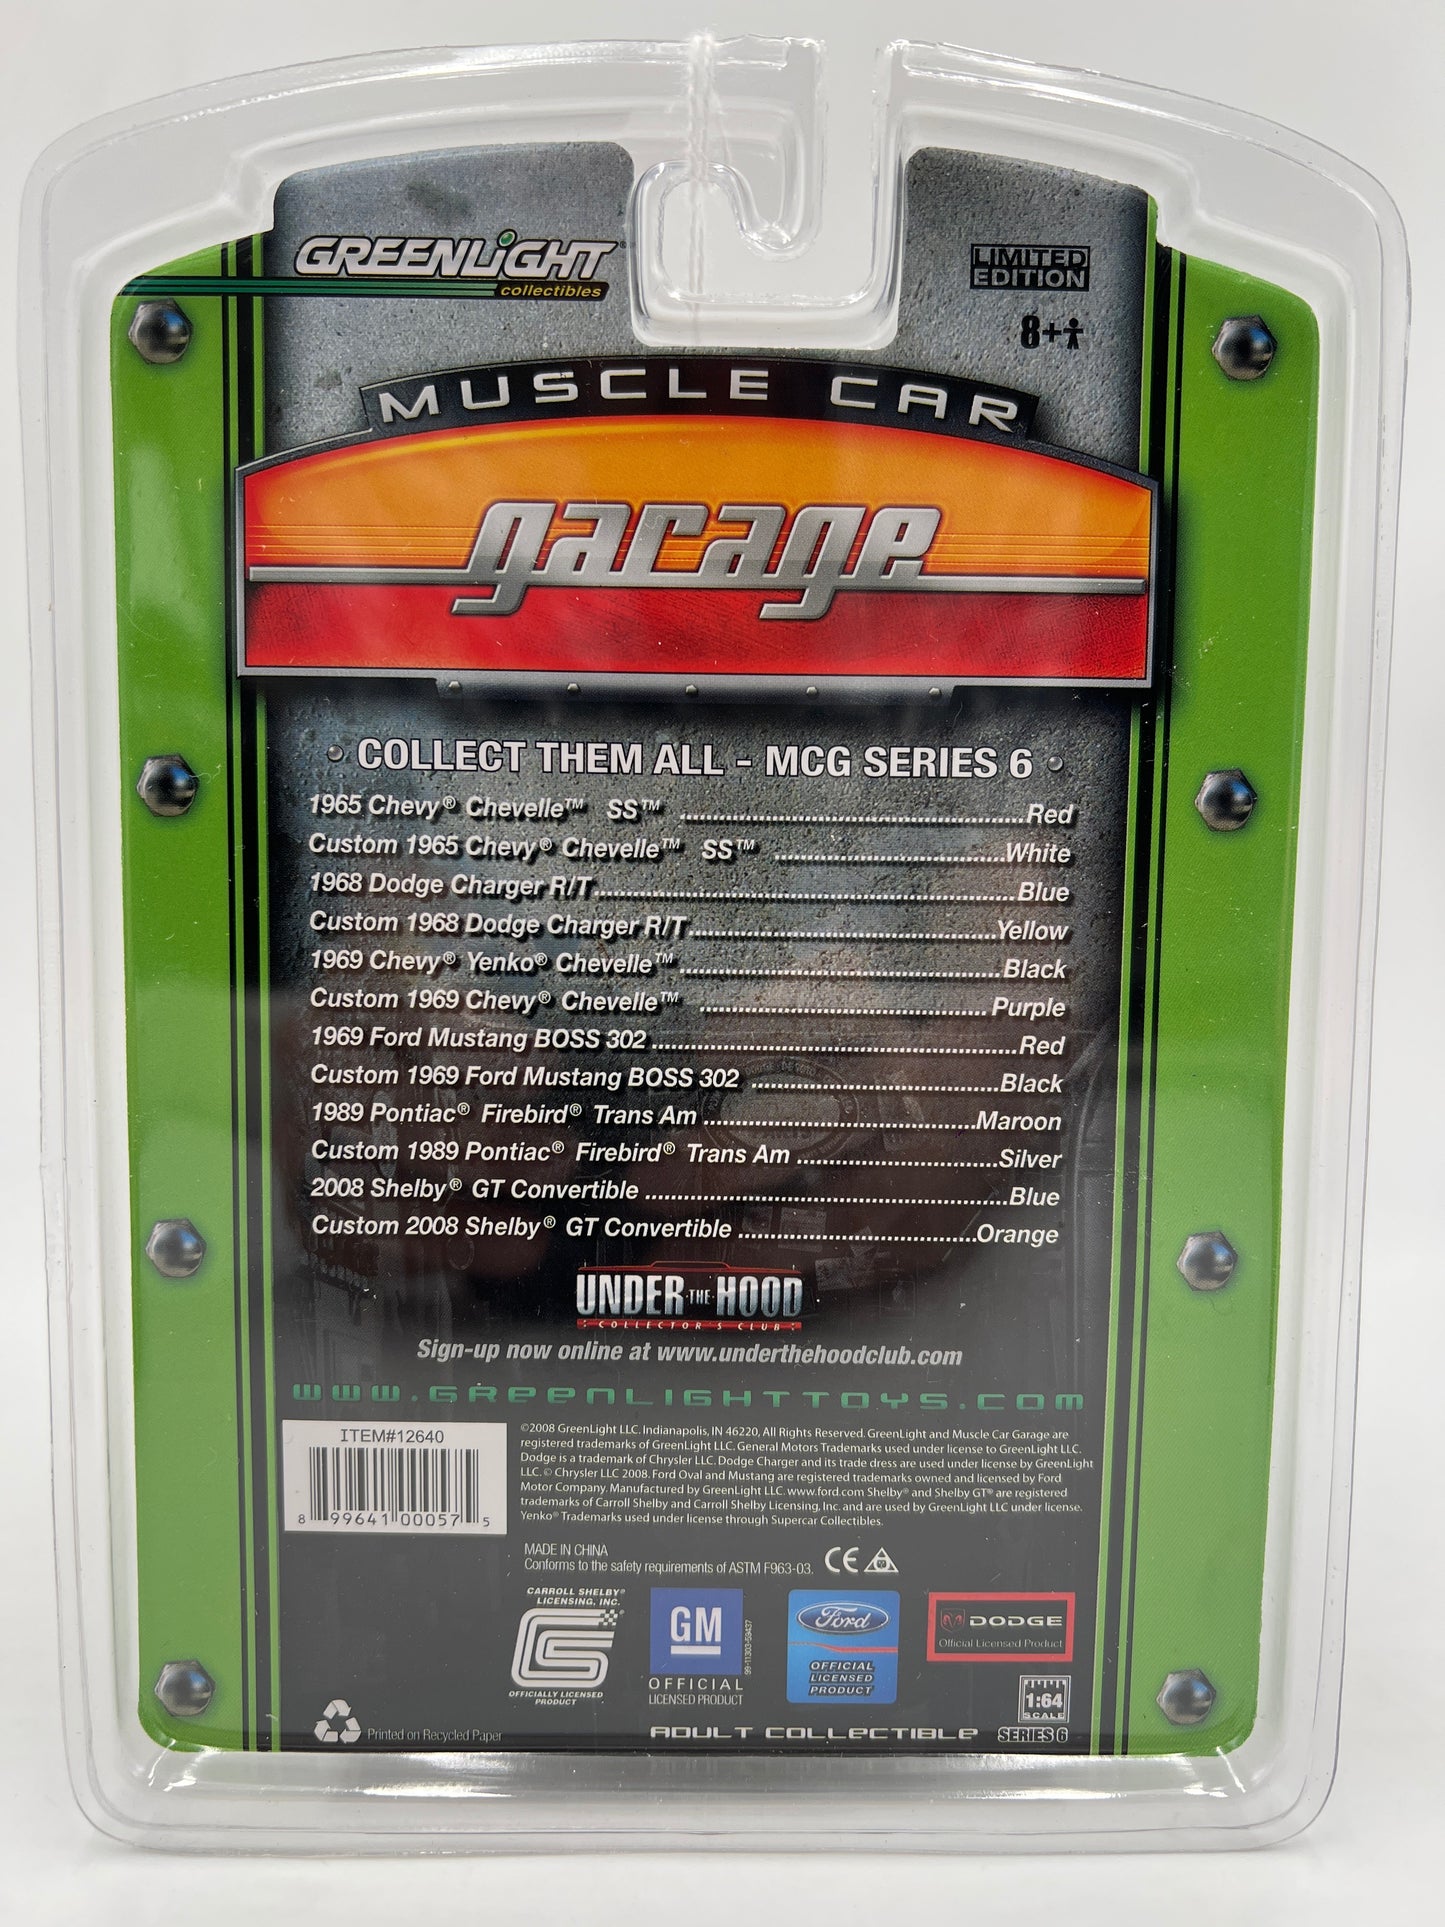 GREENLiGHT®
collectibles
LIMITED
EDITION
8+
MUSCLE CAR
garage
• COLLECT THEM ALL - MCG SERIES 6 •
1965 Chevy® Chevelle™ SS™ ........................................................Red
Custom 1965 Chevy® Chevelle™ SS™ ......................................White
1968 Dodge Charger R/T......................................................................Blue
Custom 1968 Dodge Charger R/T..................................................Yellow
1969 Chevy® Yenko® Chevelle™....................................................Black
Custom 1969 Chevy® Chevelle™ ...............................................Purple
1969 Ford Mustang BOSS 302 ............................................................Red
Custom 1969 Ford Mustang BOSS 302 .........................................Black
1989 Pontiac® Firebird® Trans Am .............................................Maroon
Custom 1989 Pontiac® Firebird® Trans Am .................................Silver
2008 Shelby® GT Convertible ...........................................................Blue
Custom 2008 Shelby® GT Convertible .......................................Orange
UNDER THE HOOD
COLLECTOR'S CLUB
Sign-up now online at www.underthehoodclub.com
www.GReenLIGHTTOYS.COM
ITEM#12640
8 99641 00057 5
©2008 GreenLight LLC. Indianapolis, IN 46220, All Rights Reserved. GreenLight and Muscle Car Garage are
registered trademarks of GreenLight LLC. General Motors Trademarks used under license to GreenLight LLC.
Dodge is a trademark of Chrysler LLC. Dodge Charger and its trade dress are used under license by GreenLight
LLC. © Chrysler LLC 2008. Ford Oval and Mustang are registered trademarks owned and licensed by Ford
Motor Company. Manufactured by GreenLight LLC. www.ford.com Shelby® and Shelby GT® are registered
trademarks of Carroll Shelby and Carroll Shelby Licensing, Inc. and are used by GreenLight LLC under license.
Yenko® Trademarks used under license through Supercar Collectibles.
MADE IN CHINA
Conforms to the safety requirements of ASTM F963-03.
CE
CARROLL SHELBY®
LICENSING, INC.
CS
OFFICIALLY LICENSED
PRODUCT
GM
OFFICIAL
LICENSED PRODUCT
99-11303-59437
Ford
OFFICIAL
LICENSED
PRODUCT
DODGE
Official Licensed Product
1:64
SCALE
SERIES 6
Printed on Recycled Paper
ADULT COLLECTIBLE